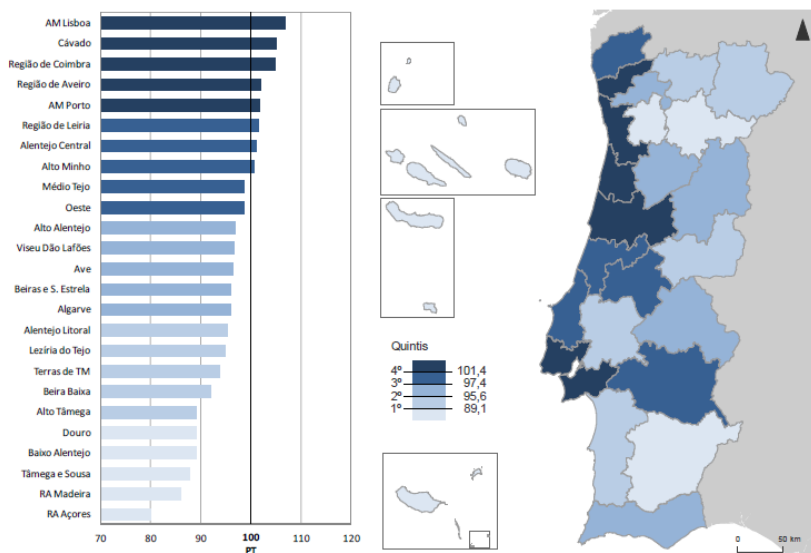 AM Lisboa
Cávado
Região de Coimbra
Região de Aveiro
AM Porto
Região de Leiria
Alentejo Central
Alto Minho
Médio Tejo
Oeste
Alto Alentejo
Viseu Dão Lafões
Ave
Beiras e S. Estrela
Algarve
Alentejo Litoral
Lezíria do Tejo
Terras de TM
Beira Baixa
Alto Tâmega
Douro
Baixo Alentejo
Tâmega e Sousa
RA Madeira
RA Açores
70 80 90 100 110 120
PT
Quintis
4º 101,4
3º 97,4
2º 95,6
1º 89,1
0 50 km